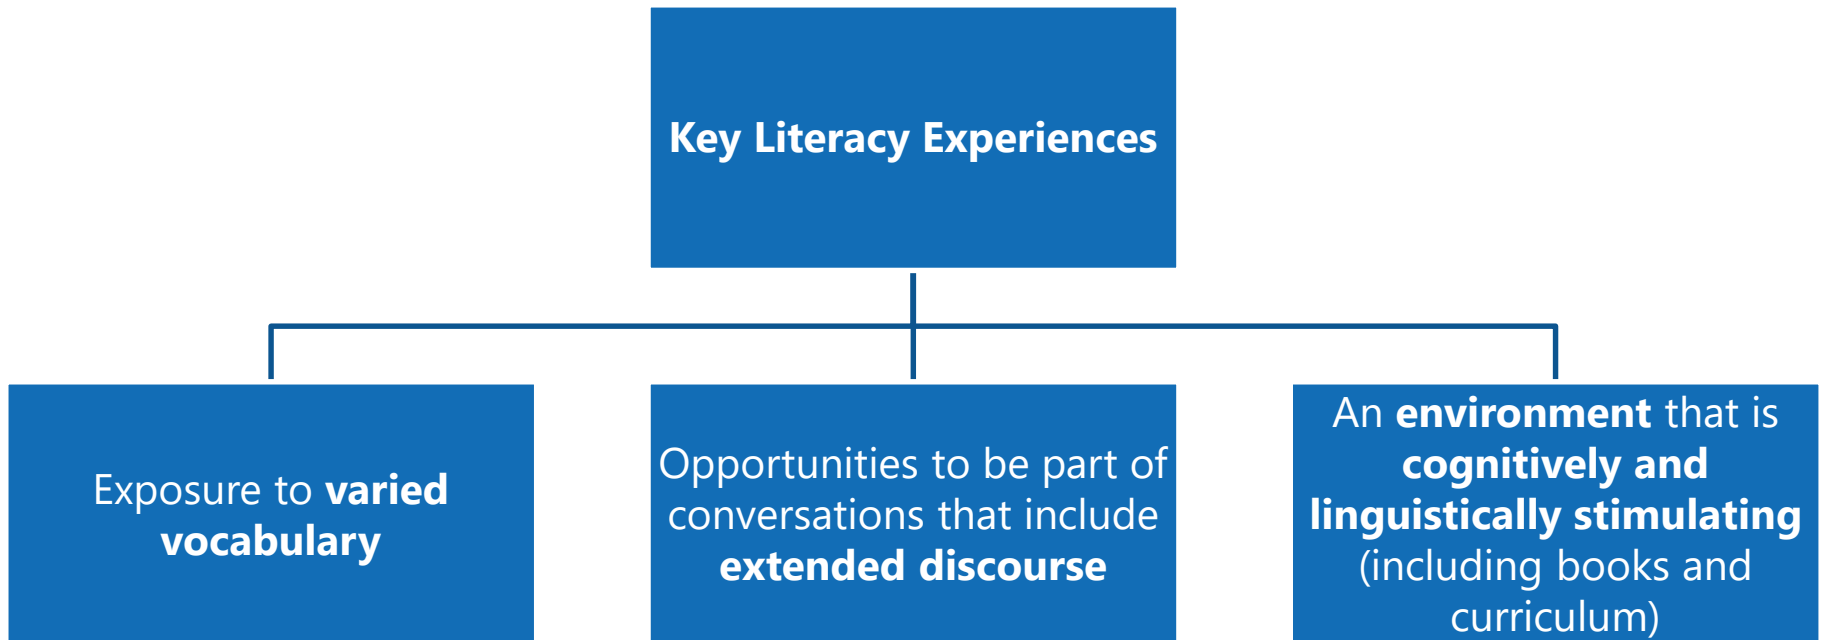 Key Literacy Experiences
Exposure to varied
vocabulary
Opportunities to be part of
conversations that include
extended discourse
An environment that is
cognitively and
linguistically stimulating
(including books and
curriculum)